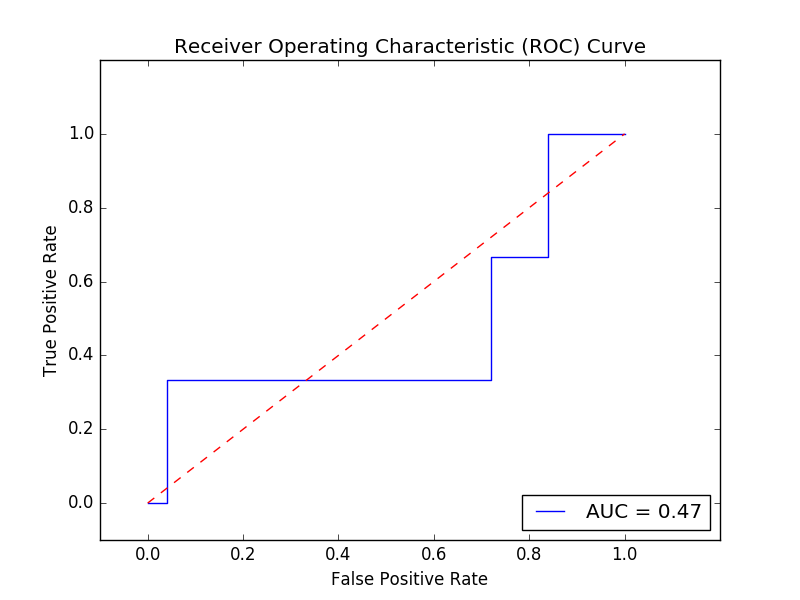 Receiver Operating Characteristic (ROC) Curve
True Positive Rate
1.0
0.8
0.6
0.4
0.2
0.0
0.0 0.2 0.4 0.6 0.8 1.0
False Positive Rate
AUC = 0.47